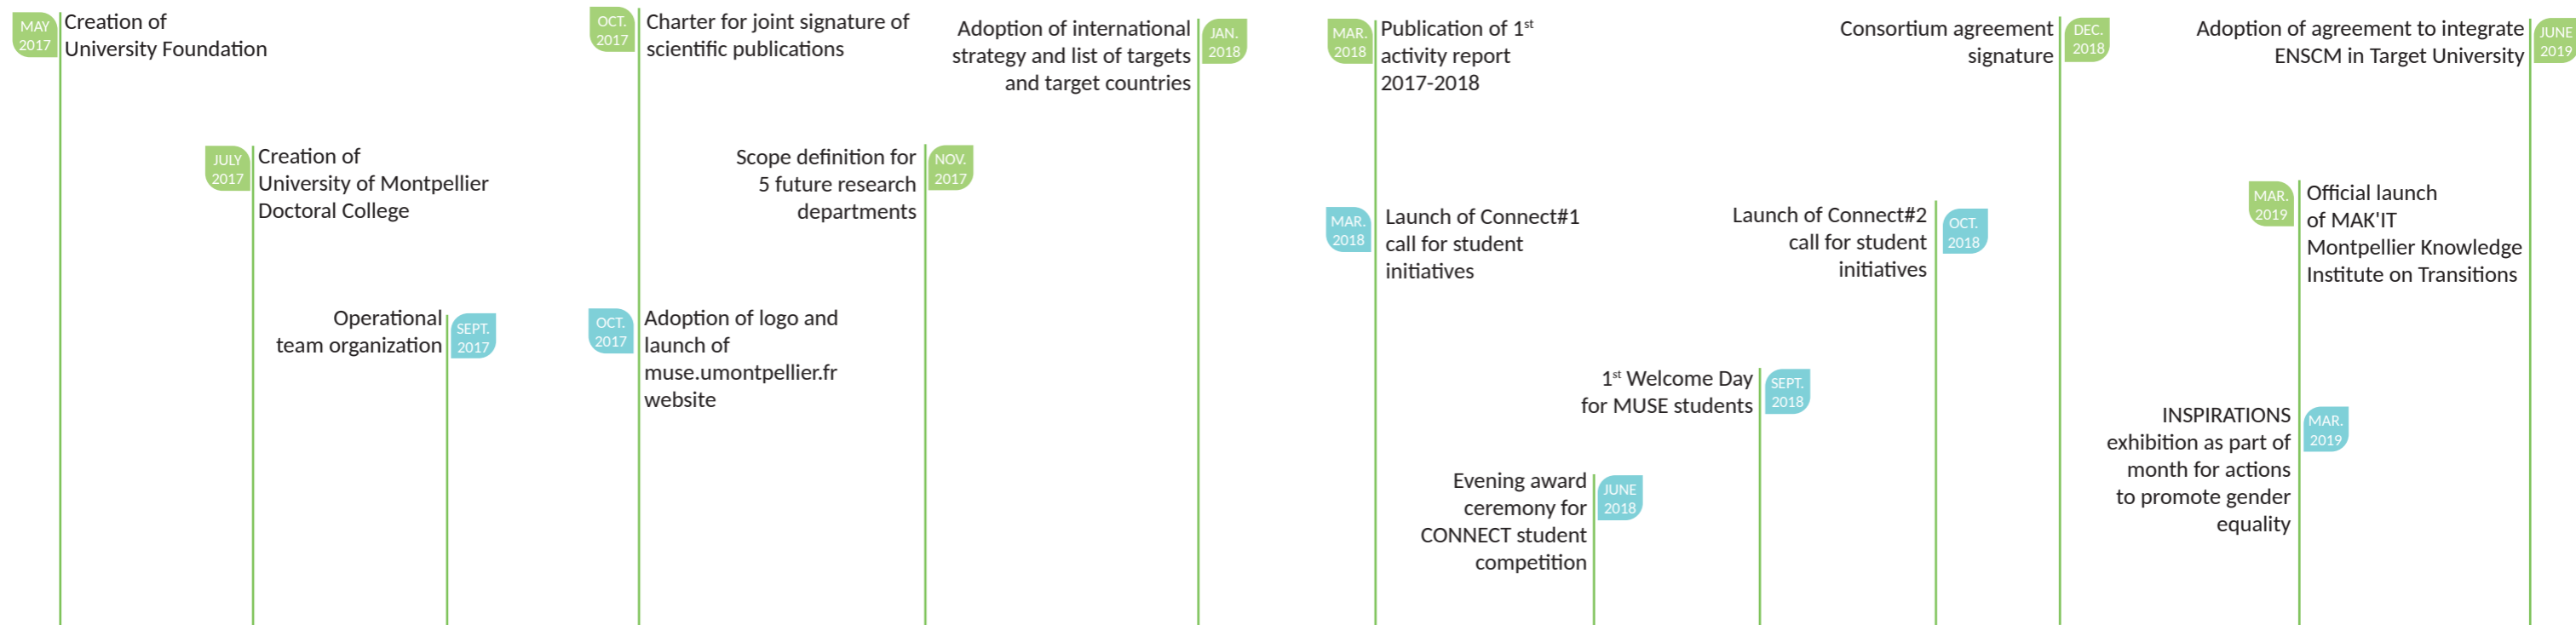 MAY
2017
Creation of
University Foundation
JULY
2017
Creation of
University of Montpellier
Doctoral College
Operational
team organization
SEPT.
2017
OCT.
2017
Charter for joint signature of
scientific publications
OCT.
2017
Adoption of logo and
launch of
muse.umontpellier.fr
website
Scope definition for
5 future research
departments
NOV.
2017
Adoption of international
strategy and list of targets
and target countries
JAN.
2018
MAR.
2018
Publication of 1st
activity report
2017-2018
MAR.
2018
Launch of Connect#1
call for student
initiatives
Evening award
ceremony for
CONNECT student
competition
JUNE
2018
1st Welcome Day
for MUSE students
SEPT.
2018
Launch of Connect#2
call for student
initiatives
OCT.
2018
Consortium agreement
signature
DEC.
2018
MAR.
2019
Official launch
of MAK'IT
Montpellier Knowledge
Institute on Transitions
INSPIRATIONS
exhibition as part of
month for actions
to promote gender
equality
MAR.
2019
Adoption of agreement to integrate
ENSCM in Target University
JUNE
2019